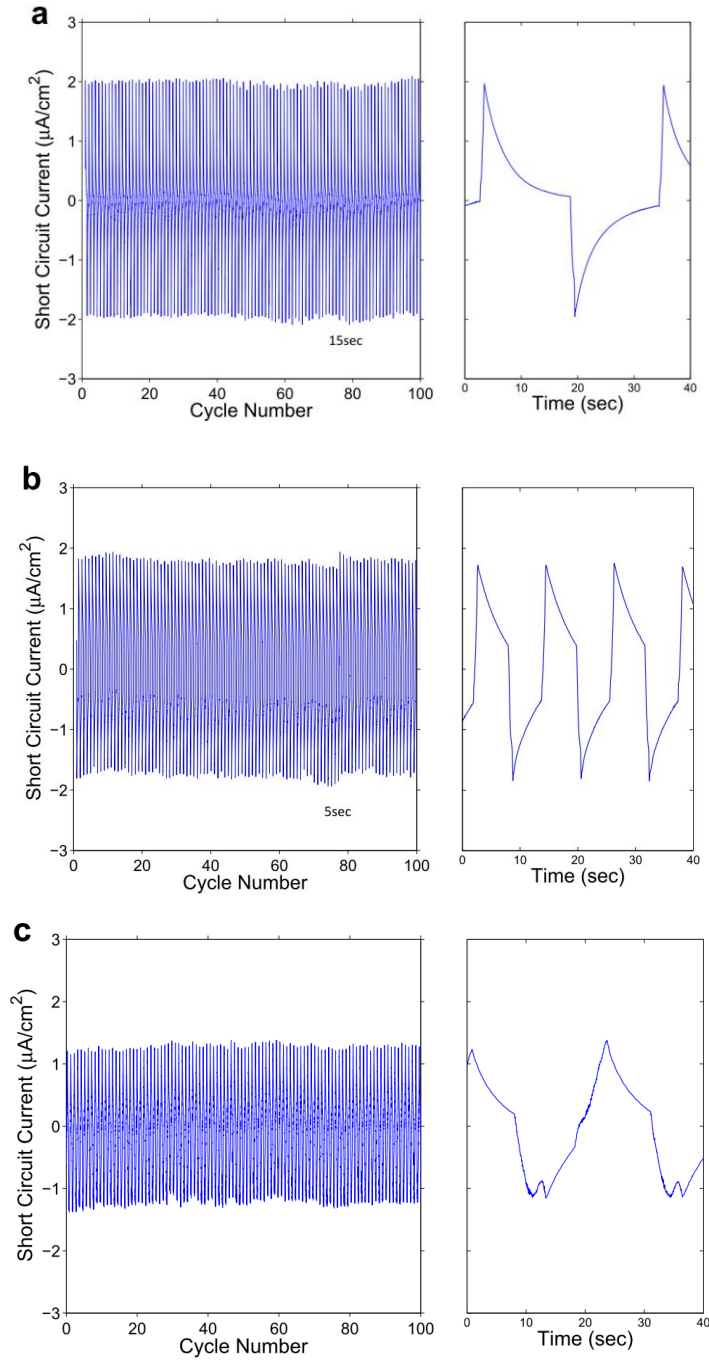 a
3
2
1
0
−1
−2
−3
Short Circuit Current (µA/cm2)
15sec
0 20 40 60 80 100
Cycle Number
0 10 20 30 40
Time (sec)
b
3
2
1
0
−1
−2
−3
Short Circuit Current (µA/cm2)
5sec
0 20 40 60 80 100
Cycle Number
0 10 20 30 40
Time (sec)
c
3
2
1
0
−1
−2
−3
Short Circuit Current (µA/cm2)
0 20 40 60 80 100
Cycle Number
0 10 20 30 40
Time (sec)